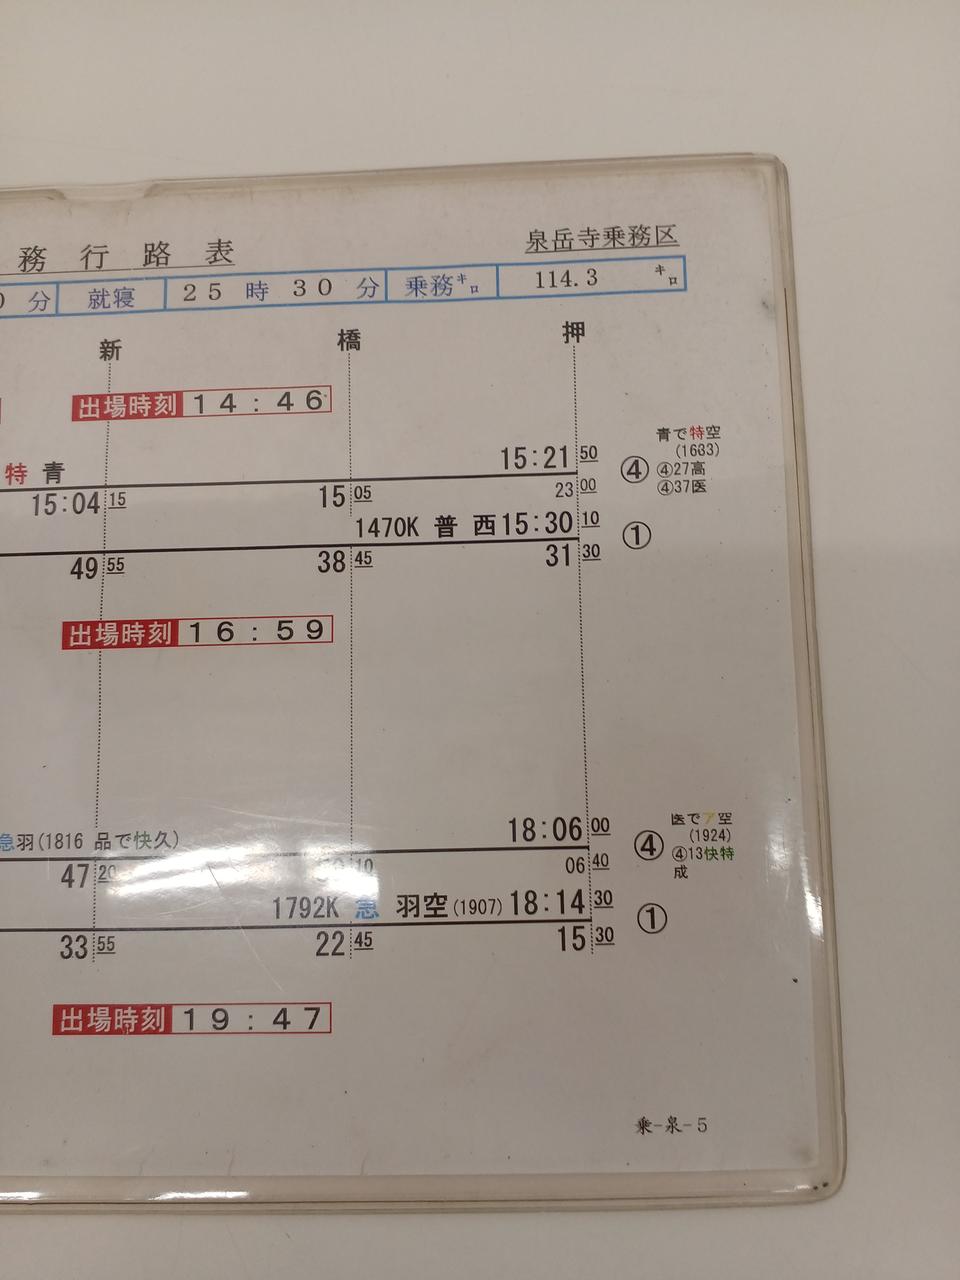 務行路表
泉岳寺乗務区
0 分 就寝 25 時 30 分 乗務㌔ 114.3 ㌔
新 橋 押
出場時刻 14:46
特 青 15:21 50
15:04 15 15 05 23 00
④
青で特空
(1633)
④27高
④37医
1470K 普 西 15:30 10
49 55 38 45 31 30
①
出場時刻 16:59
急羽(1816 品で快久) 18:06 00
47 20 10 06 40
④
医でア空
(1924)
④13快特
成
1792K 急 羽空(1907) 18:14 30
33 55 22 45 15 30
①
出場時刻 19:47
乗-泉-5